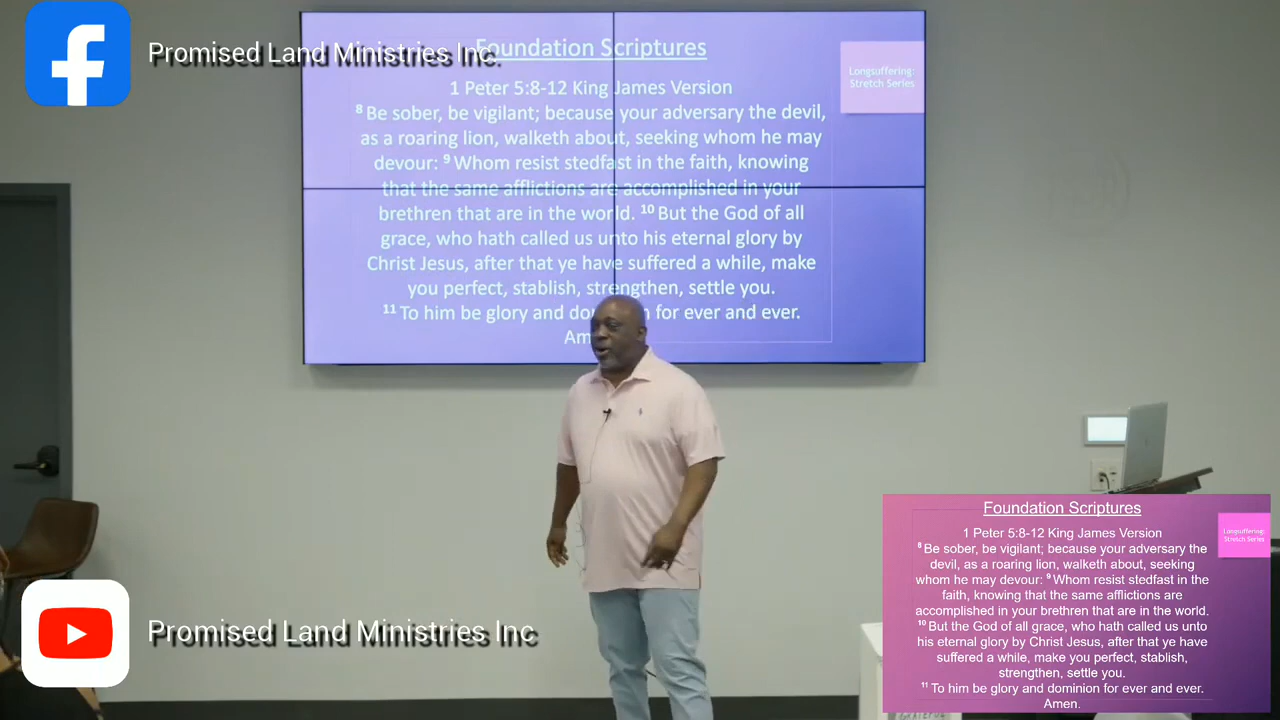 Promised Land Ministries Inc.
Foundation Scriptures
Longsuffering:
Stretch Series
1 Peter 5:8-12 King James Version
8 Be sober, be vigilant; because your adversary the devil,
as a roaring lion, walketh about, seeking whom he may
devour: 9 Whom resist stedfast in the faith, knowing
that the same afflictions are accomplished in your
brethren that are in the world. 10 But the God of all
grace, who hath called us unto his eternal glory by
Christ Jesus, after that ye have suffered a while, make
you perfect, stablish, strengthen, settle you.
11 To him be glory and do n for ever and ever.
Am
Promised Land Ministries Inc
Foundation Scriptures
Longsuffering:
Stretch Series
1 Peter 5:8-12 King James Version
8 Be sober, be vigilant; because your adversary the
devil, as a roaring lion, walketh about, seeking
whom he may devour: 9 Whom resist stedfast in the
faith, knowing that the same afflictions are
accomplished in your brethren that are in the world.
10 But the God of all grace, who hath called us unto
his eternal glory by Christ Jesus, after that ye have
suffered a while, make you perfect, stablish,
strengthen, settle you.
11 To him be glory and dominion for ever and ever.
Amen.